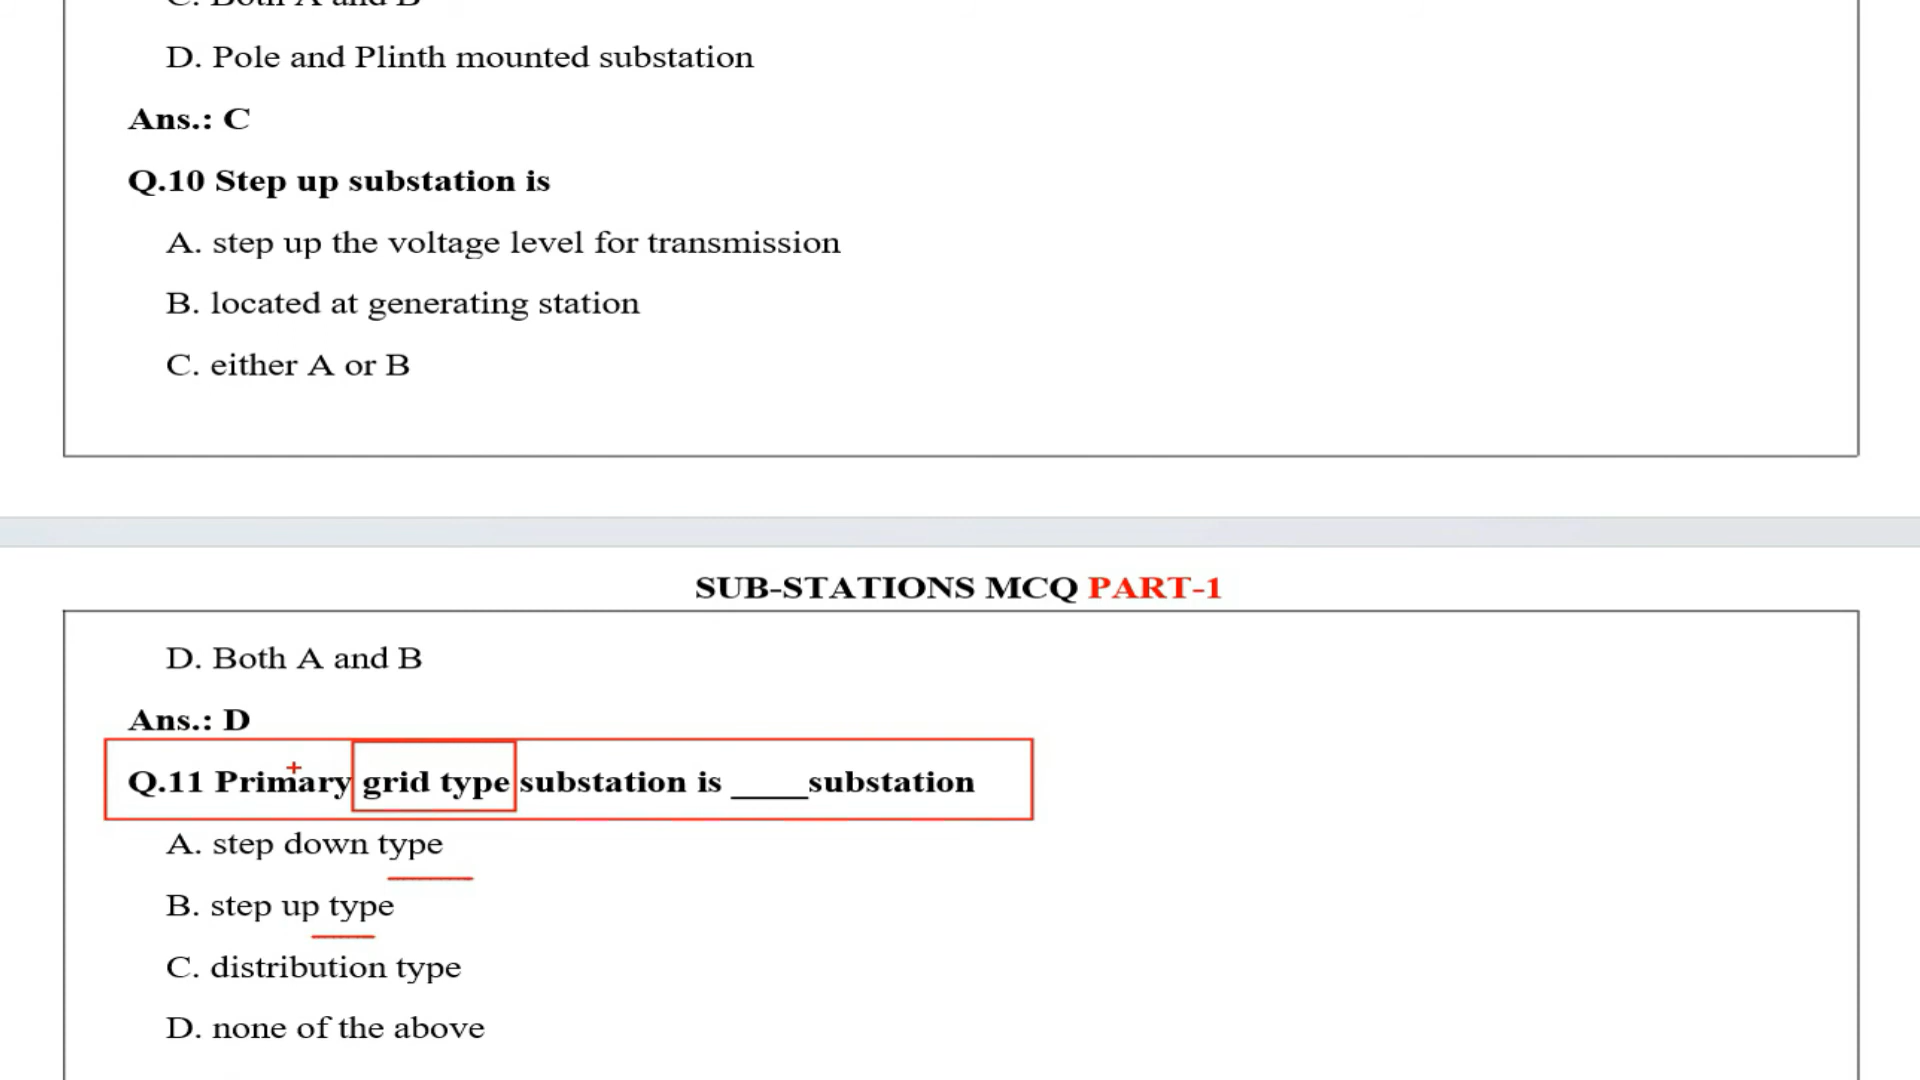 C. Both A and B
D. Pole and Plinth mounted substation
Ans.: C
Q.10 Step up substation is
A. step up the voltage level for transmission
B. located at generating station
C. either A or B
SUB-STATIONS MCQ PART-1
D. Both A and B
Ans.: D
Q.11 Primary grid type substation is ____substation
A. step down type
B. step up type
C. distribution type
D. none of the above